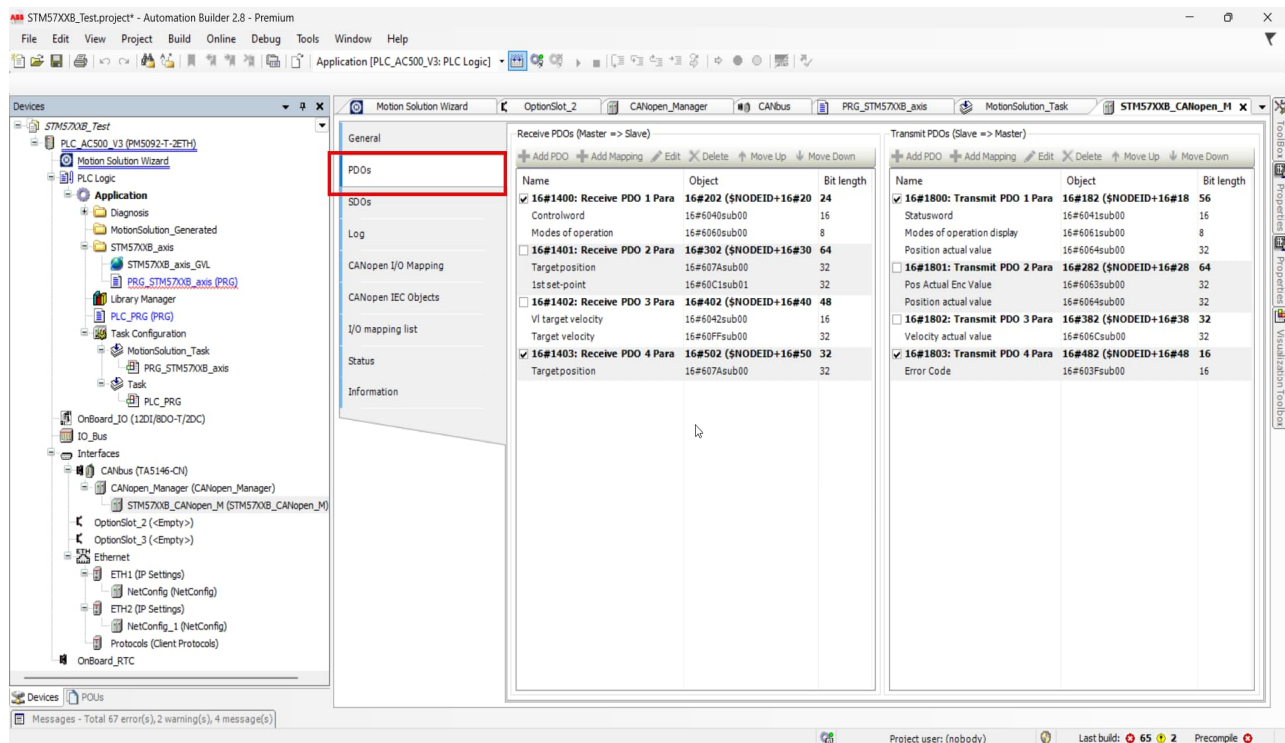 ABB STM57XXB_Test.project* - Automation Builder 2.8 - Premium
File Edit View Project Build Online Debug Tools Window Help
Application [PLC_AC500_V3: PLC Logic]
Devices
STM57XXB_Test
PLC_AC500_V3 (PM5092-T-2ETH)
Motion Solution Wizard
PLC Logic
Application
Diagnosis
MotionSolution_Generated
STM57XXB_axis
STM57XXB_axis_GVL
PRG_STM57XXB_axis (PRG)
Library Manager
PLC_PRG (PRG)
Task Configuration
MotionSolution_Task
PRG_STM57XXB_axis
Task
PLC_PRG
OnBoard_IO (12DI/8DO-T/2DC)
IO_Bus
Interfaces
CANbus (TA5146-CN)
CANopen_Manager (CANopen_Manager)
STM57XXB_CANopen_M (STM57XXB_CANopen_M)
OptionSlot_2 (<Empty>)
OptionSlot_3 (<Empty>)
ETH Ethernet
ETH1 (IP Settings)
NetConfig (NetConfig)
ETH2 (IP Settings)
NetConfig_1 (NetConfig)
Protocols (Client Protocols)
OnBoard_RTC
Devices POUs
Motion Solution Wizard OptionSlot_2 CANopen_Manager CANbus PRG_STM57XXB_axis MotionSolution_Task STM57XXB_CANopen_M
General
PDOs
SDOs
Log
CANopen I/O Mapping
CANopen IEC Objects
I/O mapping list
Status
Information
Receive PDOs (Master => Slave)
Add PDO Add Mapping Edit Delete Move Up Move Down
Name Object Bit length
16#1400: Receive PDO 1 Para 16#202 ($NODEID+16#20 24
Controlword 16#6040sub00 16
Modes of operation 16#6060sub00 8
16#1401: Receive PDO 2 Para 16#302 ($NODEID+16#30 64
Targetposition 16#607Asub00 32
1st set-point 16#60C1sub01 32
16#1402: Receive PDO 3 Para 16#402 ($NODEID+16#40 48
Vl target velocity 16#6042sub00 16
Target velocity 16#60FFsub00 32
16#1403: Receive PDO 4 Para 16#502 ($NODEID+16#50 32
Targetposition 16#607Asub00 32
Transmit PDOs (Slave => Master)
Add PDO Add Mapping Edit Delete Move Up Move Down
Name Object Bit length
16#1800: Transmit PDO 1 Para 16#182 ($NODEID+16#18 56
Statusword 16#6041sub00 16
Modes of operation display 16#6061sub00 8
Position actual value 16#6064sub00 32
16#1801: Transmit PDO 2 Para 16#282 ($NODEID+16#28 64
Pos Actual Enc Value 16#6063sub00 32
Position actual value 16#6064sub00 32
16#1802: Transmit PDO 3 Para 16#382 ($NODEID+16#38 32
Velocity actual value 16#606Csub00 32
16#1803: Transmit PDO 4 Para 16#482 ($NODEID+16#48 16
Error Code 16#603Fsub00 16
ToolBox
Properties
Properties
Visualization Toolbox
Messages - Total 67 error(s), 2 warning(s), 4 message(s)
Project user: (nobody) Last build: 65 2 Precompile